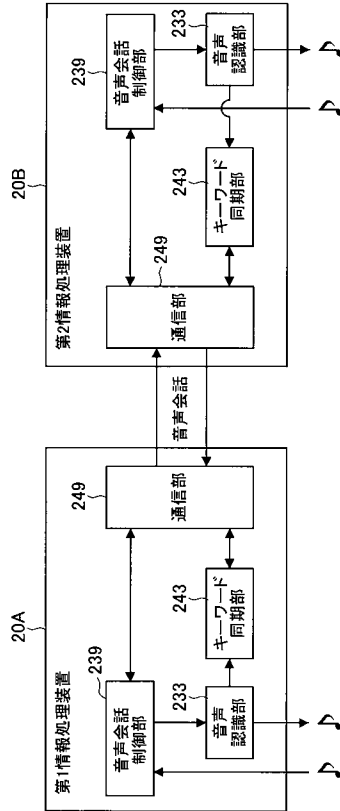 20A
第1情報処理装置
239
音声会話
制御部
249
通信部
243
キーワード
同期部
233
音声
認識部
音声会話
20B
第2情報処理装置
249
通信部
239
音声会話
制御部
243
キーワード
同期部
233
音声
認識部